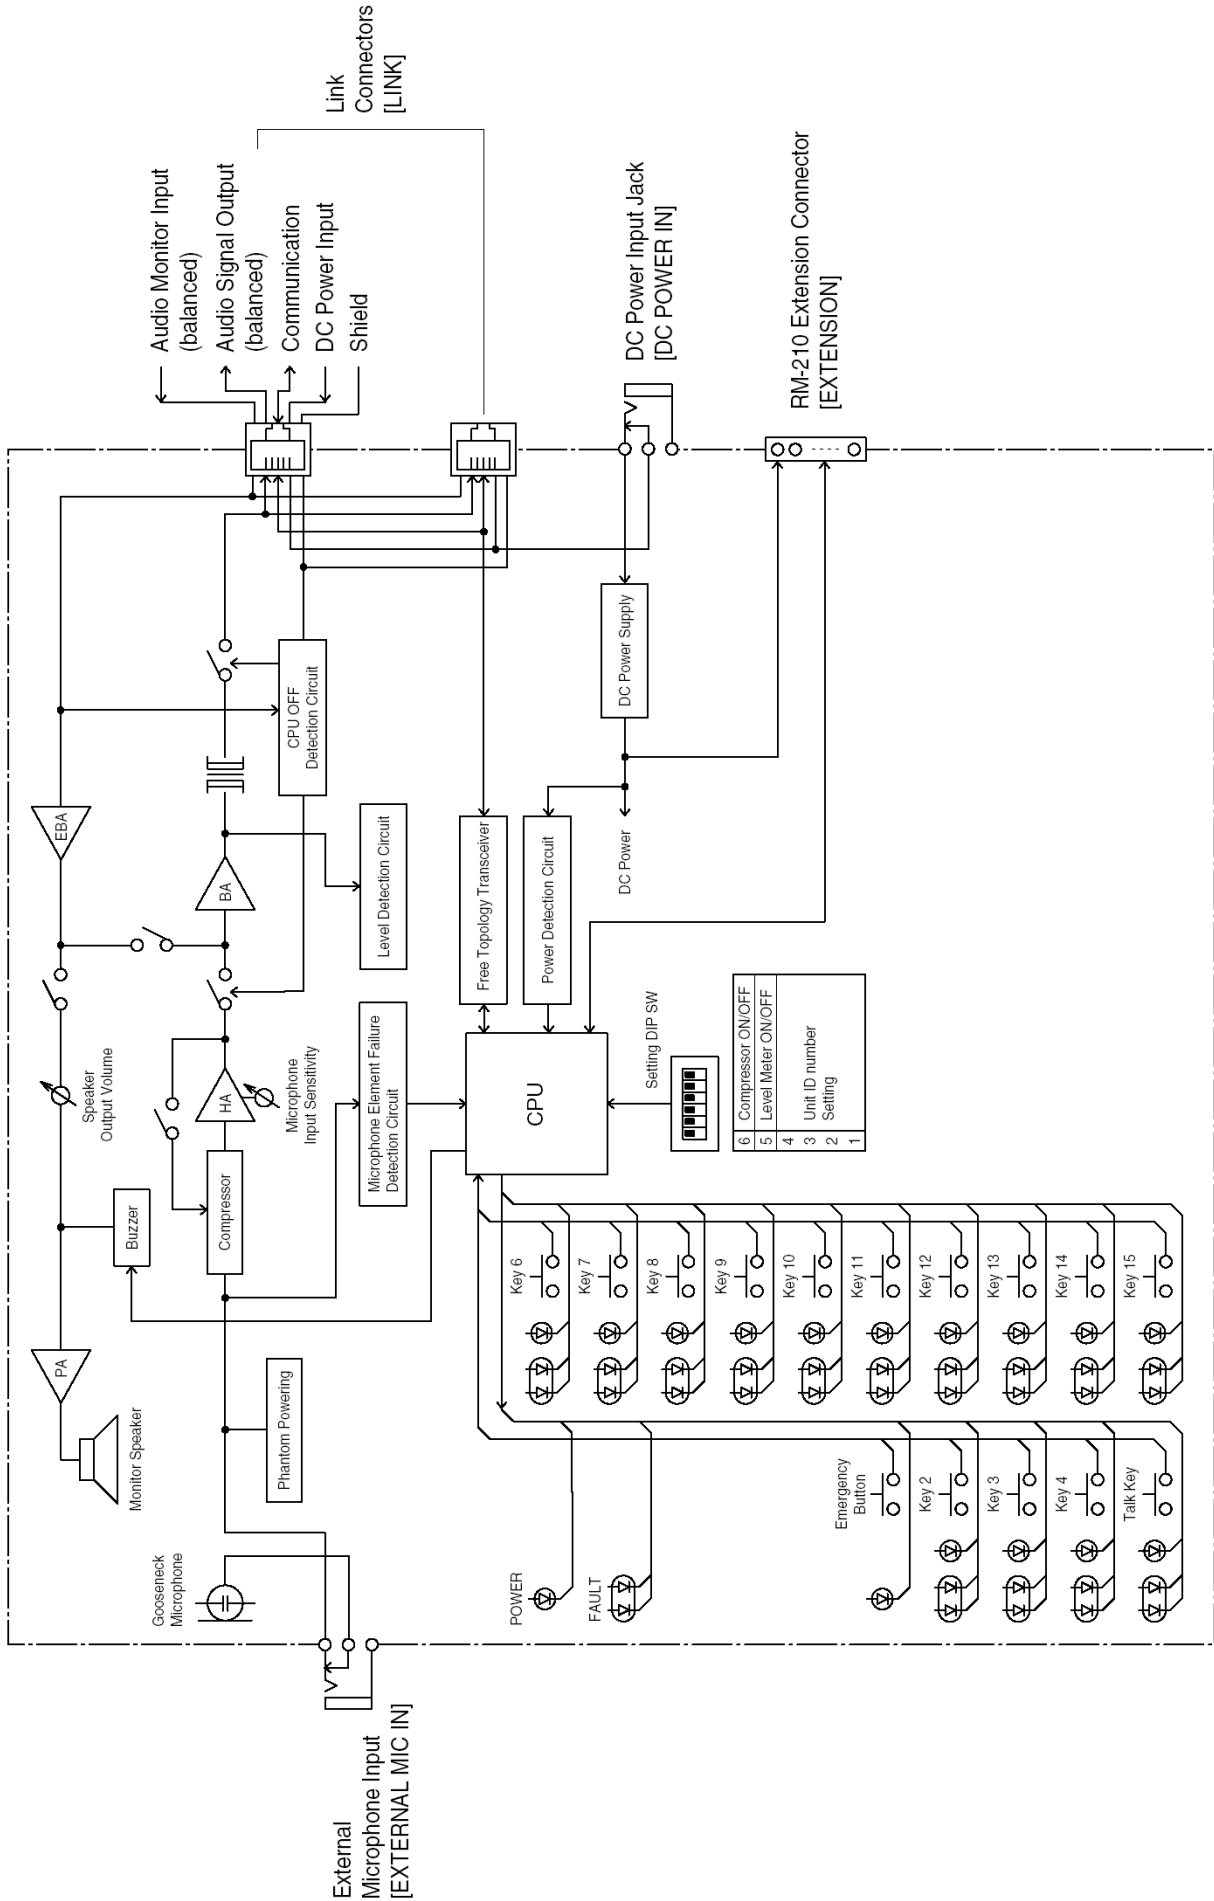 External
Microphone Input
[EXTERNAL MIC IN]
Gooseneck
Microphone
Monitor Speaker
PA
Buzzer
Speaker
Output Volume
EBA
Phantom Powering
Compressor
HA
Microphone
Input Sensitivity
BA
Level Detection Circuit
CPU OFF
Detection Circuit
Microphone Element Failure
Detection Circuit
Audio Monitor Input
(balanced)
Audio Signal Output
(balanced)
Communication
DC Power Input
Shield
Link
Connectors
[LINK]
CPU
Free Topology Transceiver
Power Detection Circuit
DC Power
DC Power Supply
DC Power Input Jack
[DC POWER IN]
RM-210 Extension Connector
[EXTENSION]
Setting DIP SW
6 Compressor ON/OFF
5 Level Meter ON/OFF
4
3 Unit ID number
2 Setting
1
POWER
FAULT
Emergency
Button
Key 2
Key 3
Key 4
Talk Key
Key 6
Key 7
Key 8
Key 9
Key 10
Key 11
Key 12
Key 13
Key 14
Key 15